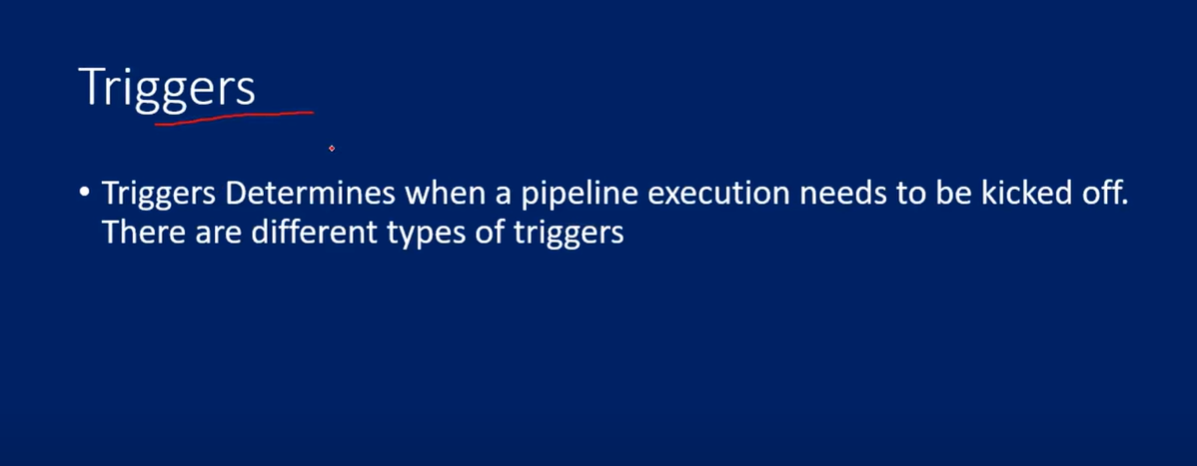 Triggers
• Triggers Determines when a pipeline execution needs to be kicked off.
There are different types of triggers